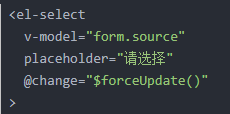 <el-select
v-model="form.source"
placeholder="请选择"
@change="$forceUpdate()"
>